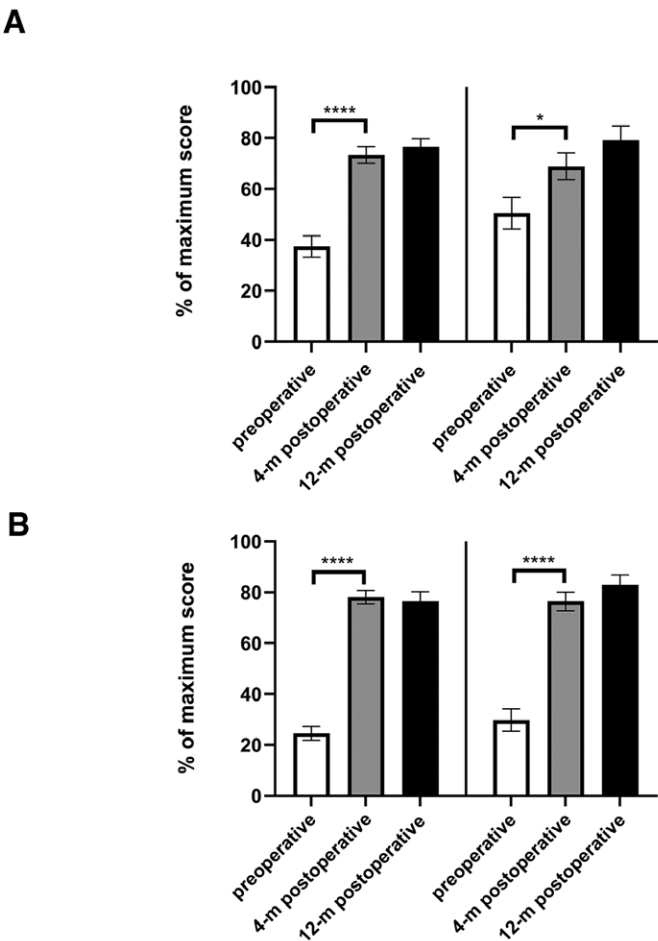 A
% of maximum score
100
80
60
40
20
0
****
*
preoperative
4-m postoperative
12-m postoperative
preoperative
4-m postoperative
12-m postoperative
B
% of maximum score
100
80
60
40
20
0
****
****
preoperative
4-m postoperative
12-m postoperative
preoperative
4-m postoperative
12-m postoperative